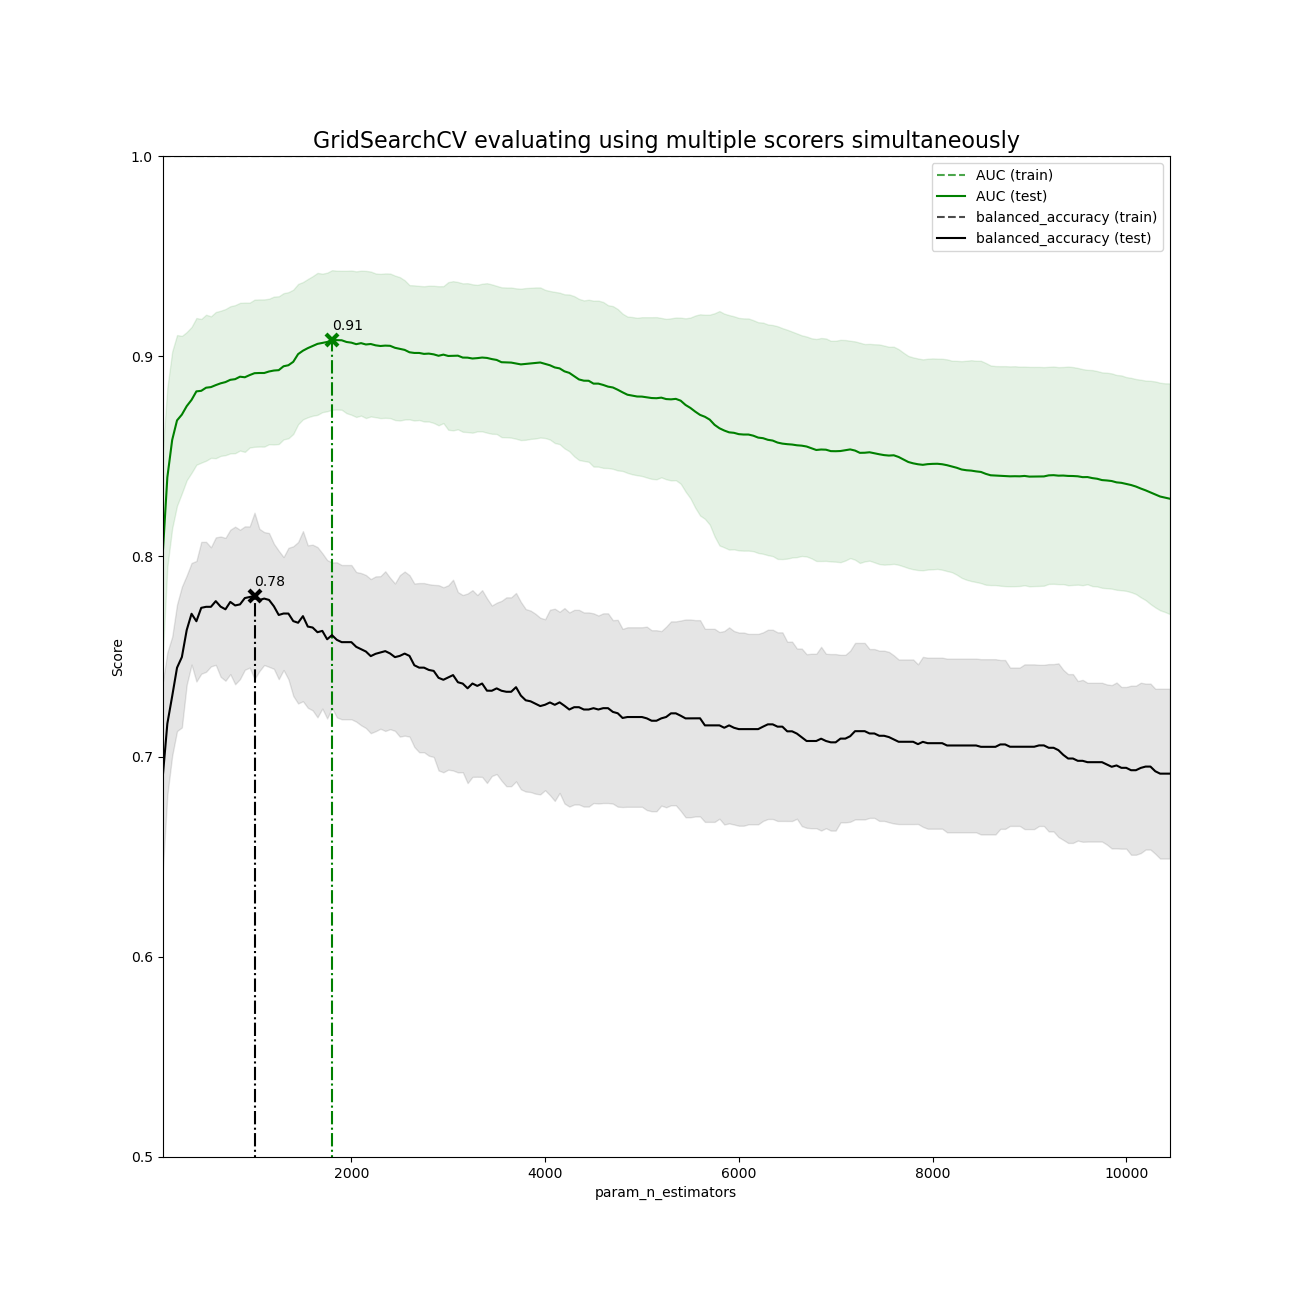 GridSearchCV evaluating using multiple scorers simultaneously
1.0
0.9
0.8
0.7
0.6
0.5
Score
AUC (train)
AUC (test)
balanced_accuracy (train)
balanced_accuracy (test)
0.91
0.78
2000
4000
6000
8000
10000
param_n_estimators